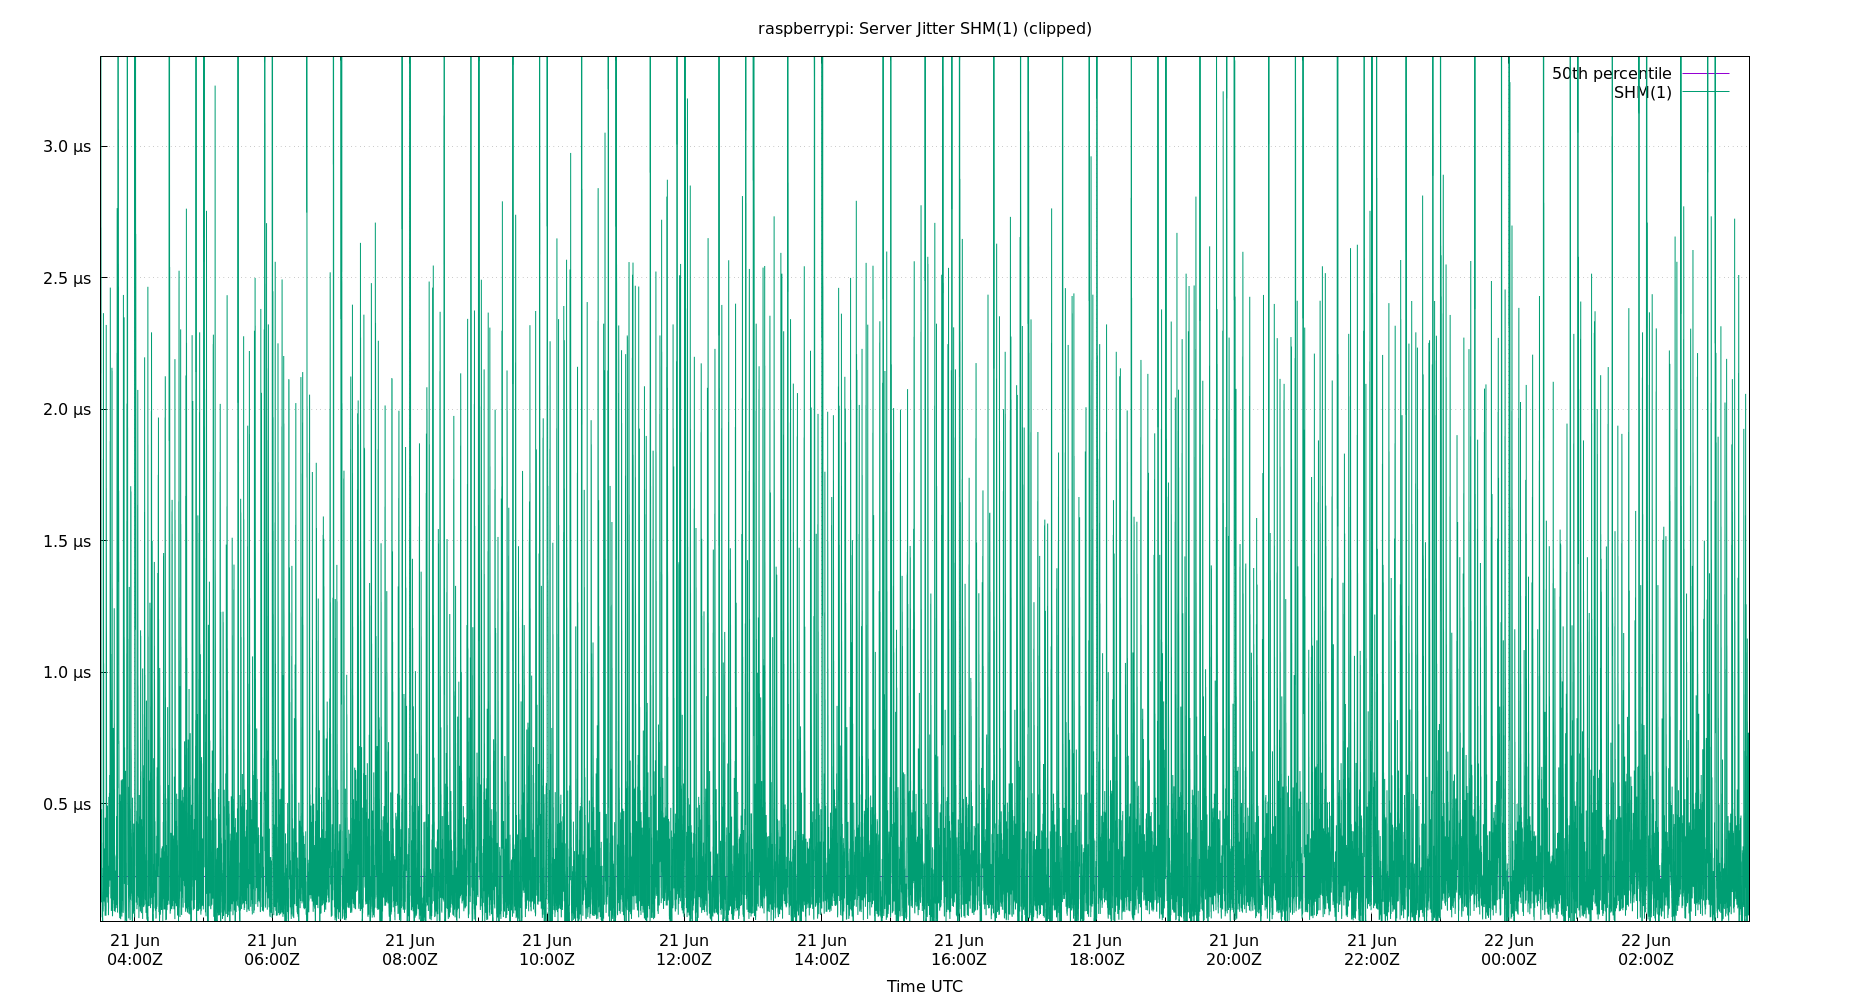 raspberrypi: Server Jitter SHM(1) (clipped)
50th percentile
SHM(1)
3.0 µs
2.5 µs
2.0 µs
1.5 µs
1.0 µs
0.5 µs
21 Jun 21 Jun 21 Jun 21 Jun 21 Jun 21 Jun 21 Jun 21 Jun 21 Jun 21 Jun 22 Jun 22 Jun
04:00Z 06:00Z 08:00Z 10:00Z 12:00Z 14:00Z 16:00Z 18:00Z 20:00Z 22:00Z 00:00Z 02:00Z
Time UTC